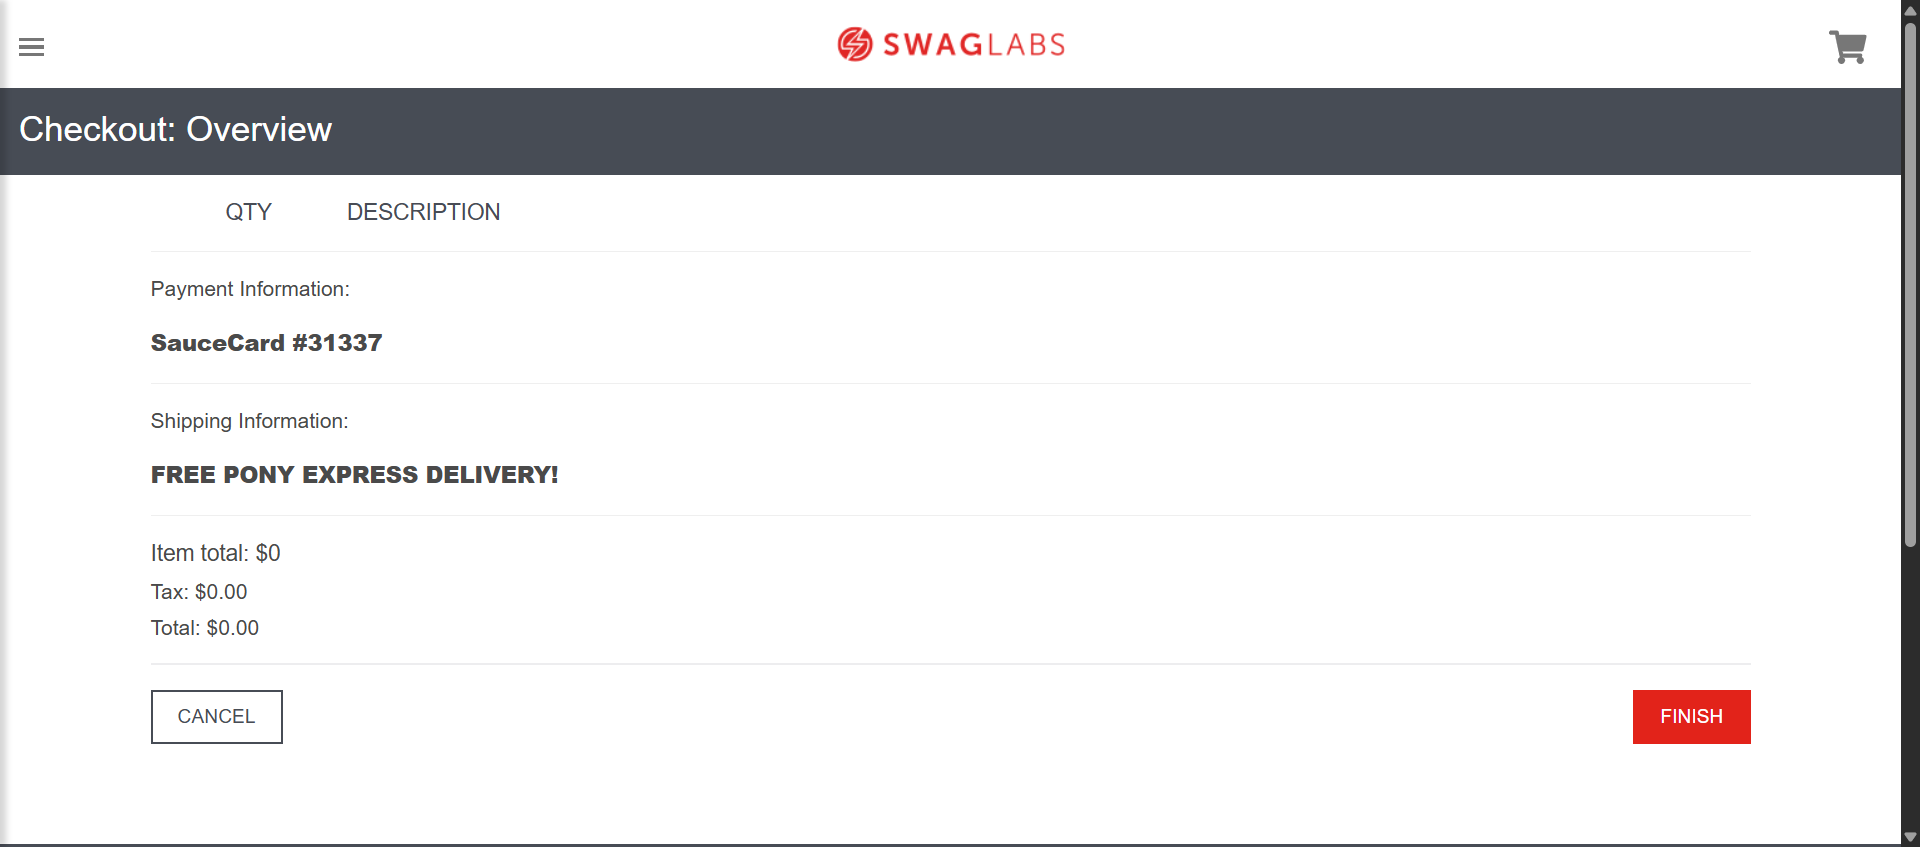 SWAGLABS
Checkout: Overview
QTY DESCRIPTION
Payment Information:
SauceCard #31337
Shipping Information:
FREE PONY EXPRESS DELIVERY!
Item total: $0
Tax: $0.00
Total: $0.00
CANCEL FINISH